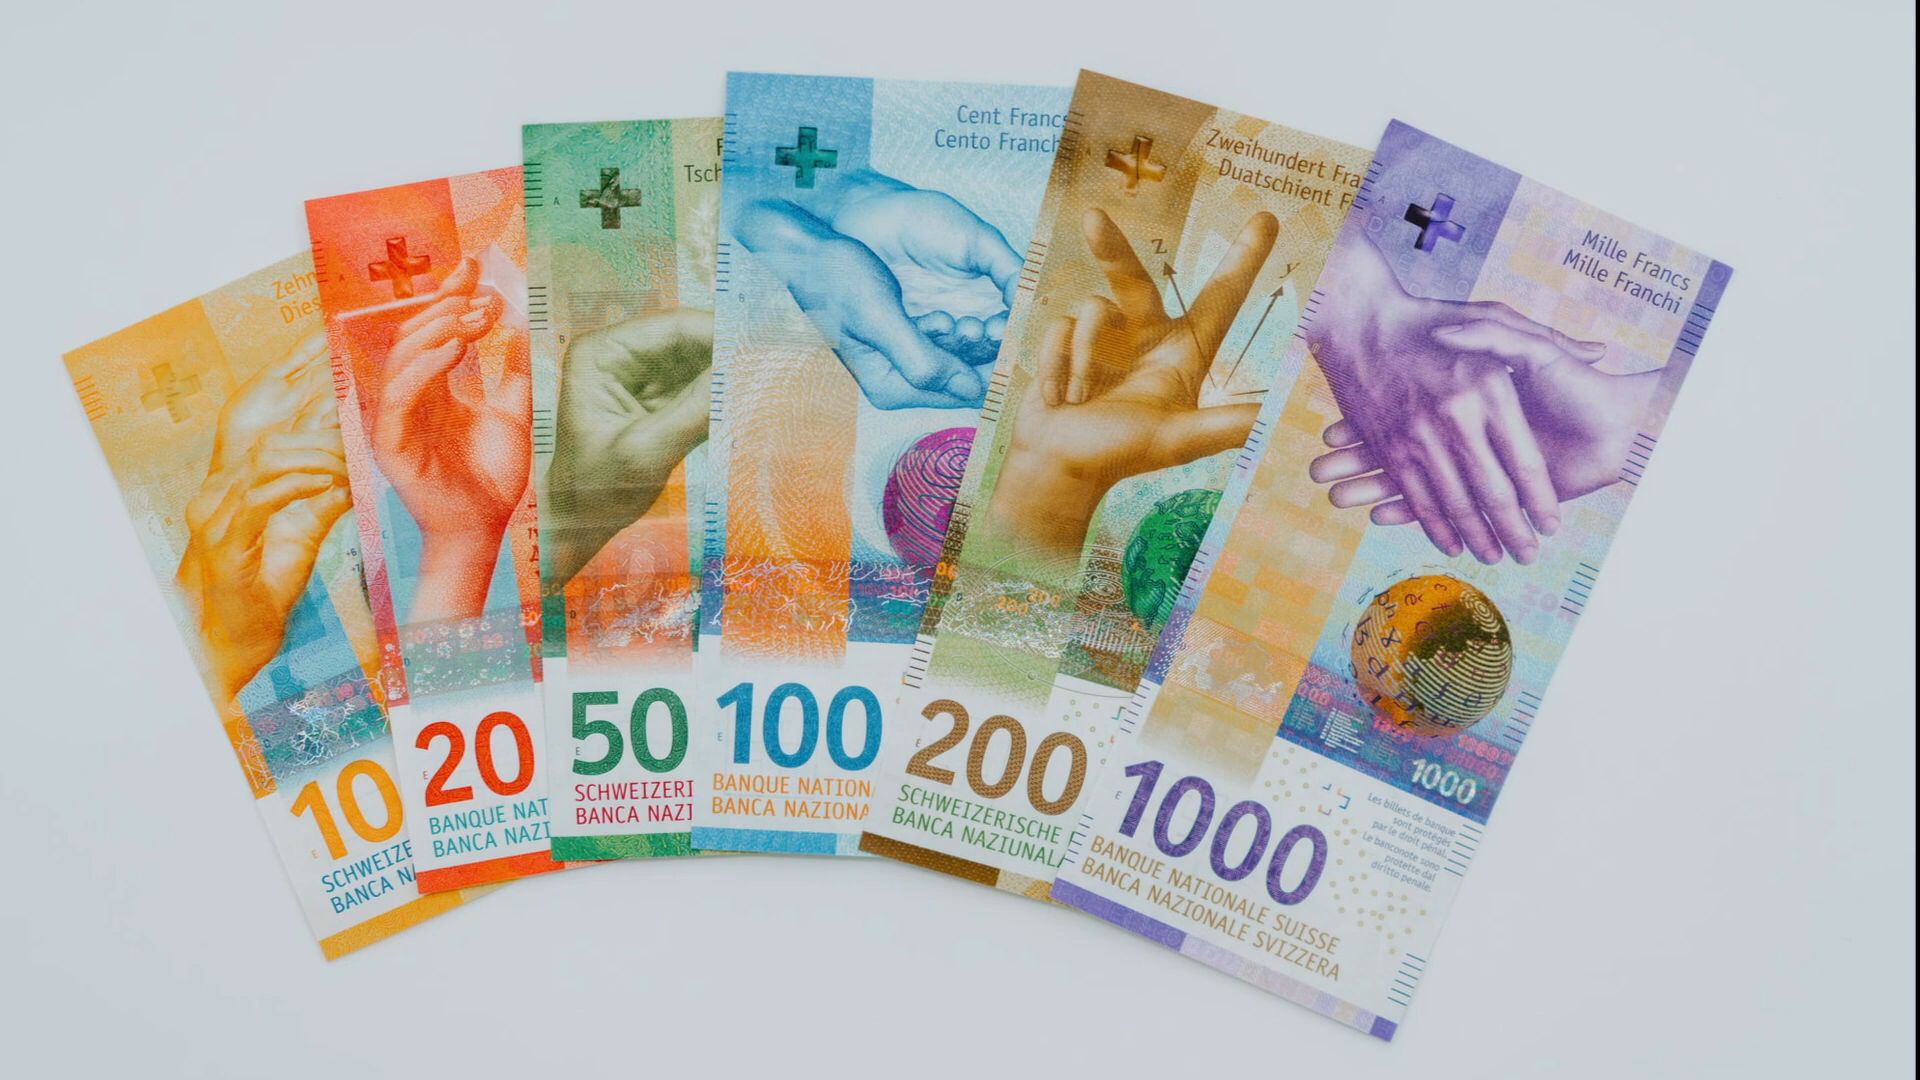 Zehn
Dies
10
SCHWEIZE
BANCA NA
20
BANQUE NAT
BANCA NAZI
Tsch
50
SCHWEIZERI
BANCA NAZI
Cent Francs
Cento Franch
100
BANQUE NATION
BANCA NAZIONA
Zweihundert Fra
Duatschient F
z
y
200
SCHWEIZERISCHE
BANCA NAZIUNALA
Mille Francs
Mille Franchi
1000
1000
BANQUE NATIONALE SUISSE
BANCA NAZIONALE SVIZZERA
Les billets de banque
sont protégés
par le droit pénal.
Le banconote sono
protette dal
diritto penale.